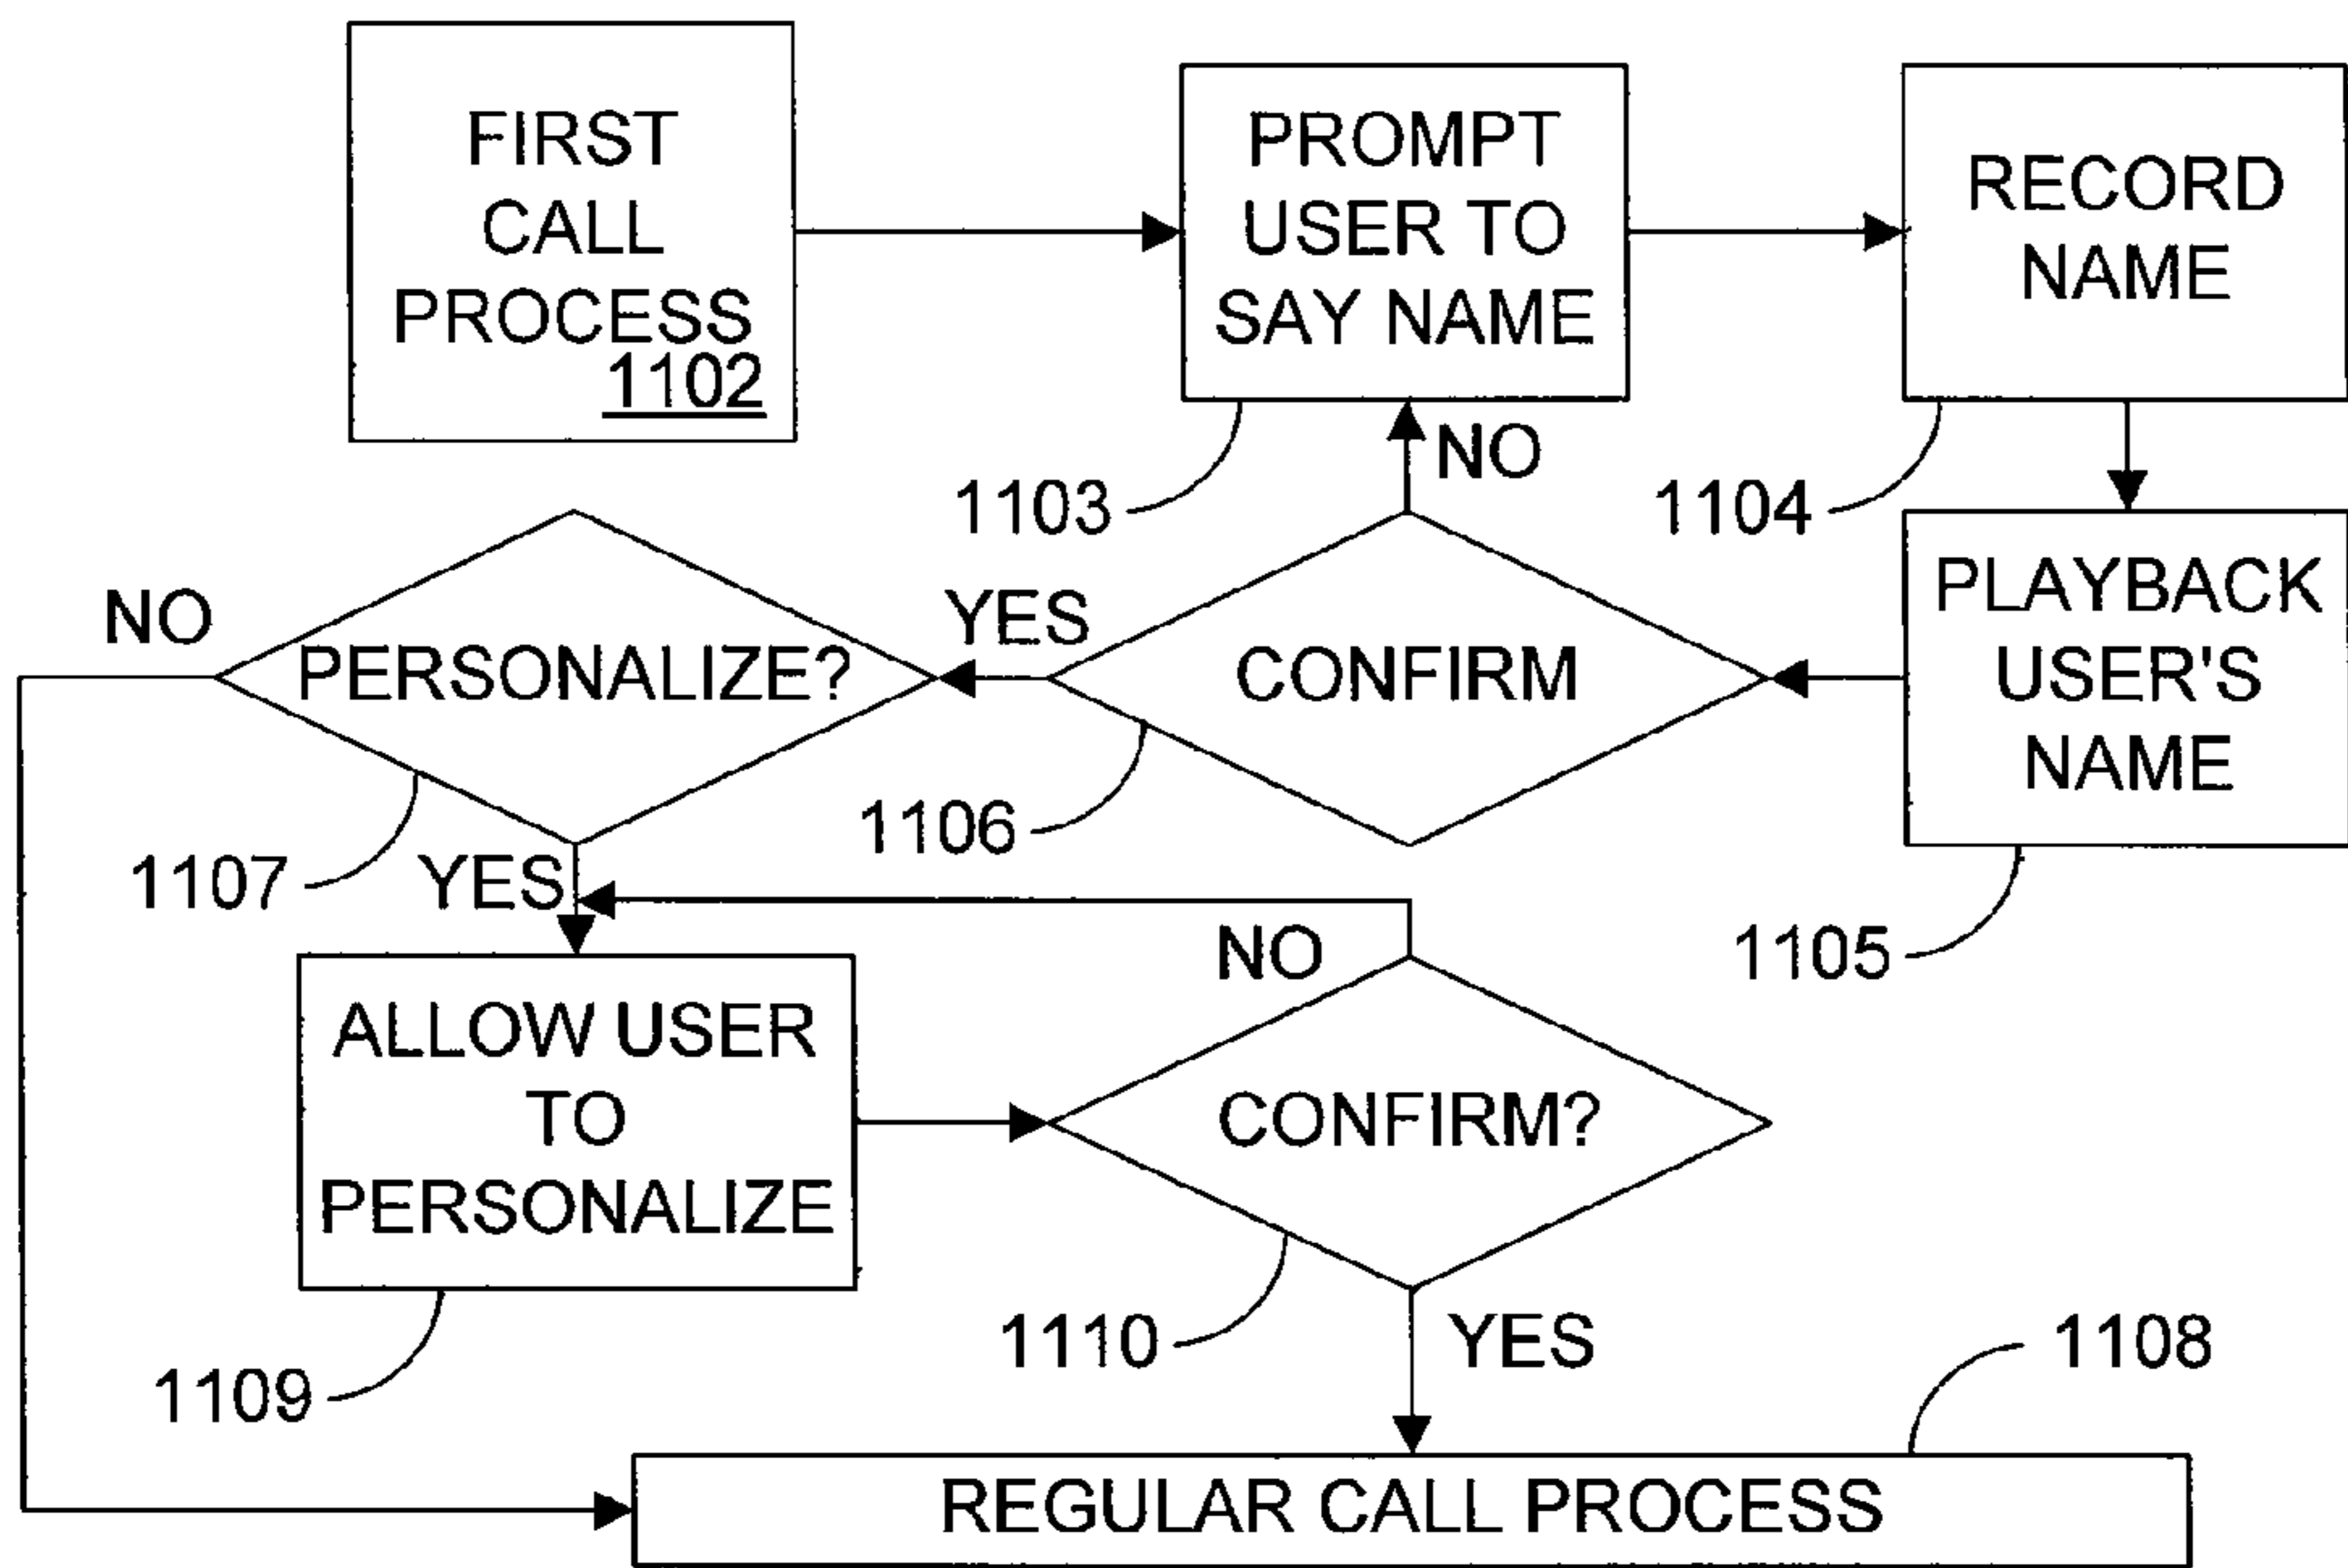 FIRST
CALL
PROCESS
1102
PROMPT
USER TO
SAY NAME
RECORD
NAME
1103
NO
1104
NO
PERSONALIZE?
YES
CONFIRM
PLAYBACK
USER'S
NAME
1107
YES
1106
1105
ALLOW USER
TO
PERSONALIZE
NO
CONFIRM?
1109
1110
YES
1108
REGULAR CALL PROCESS